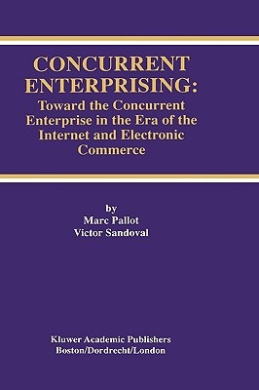 CONCURRENT
ENTERPRISING:
Toward the Concurrent
Enterprise in the Era of the
Internet and Electronic
Commerce
by
Marc Pallot
Victor Sandoval
Kluwer Academic Publishers
Boston/Dordrecht/London